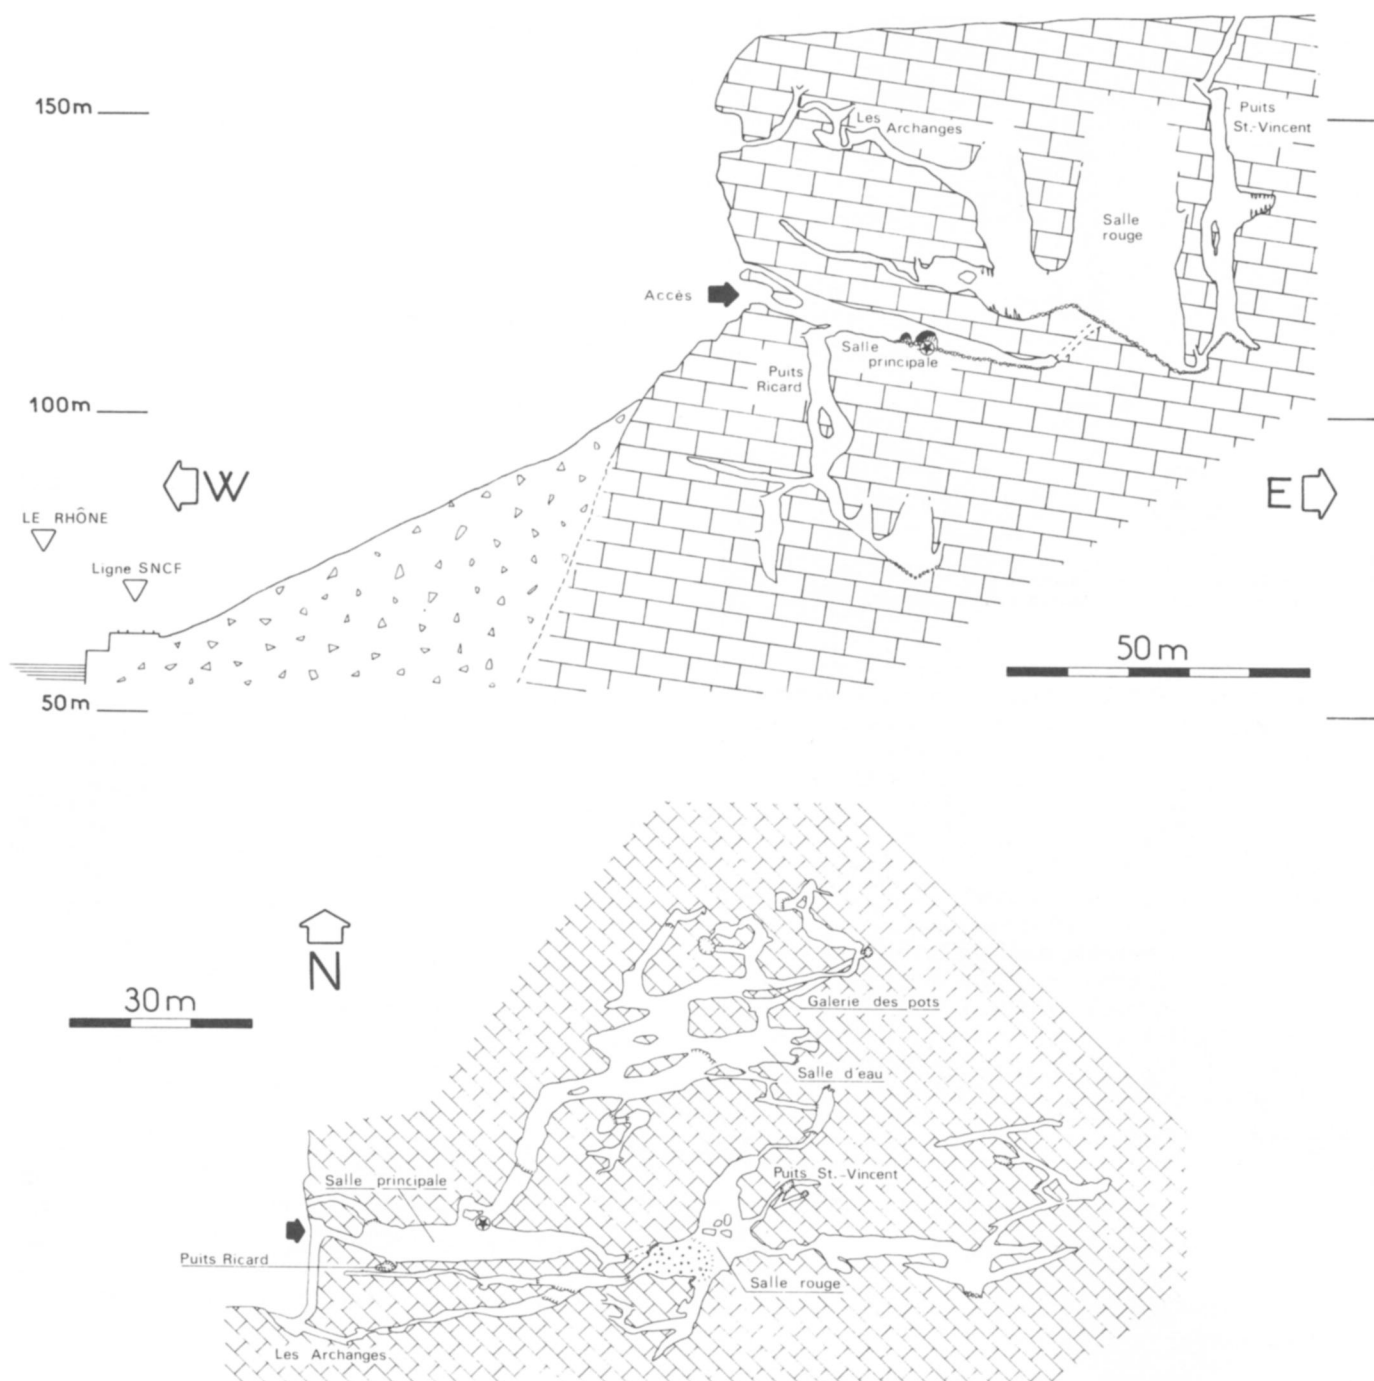 150m
Les
Archanges
Puits
St.-Vincent
Salle
rouge
Accès
Salle
principale
Puits
Ricard
100m
W
E
LE RHÔNE
Ligne SNCF
50m
50m
N
30m
Galerie des pots
Salle d'eau
Puits St.-Vincent
Salle principale
Puits Ricard
Salle rouge
Les Archanges